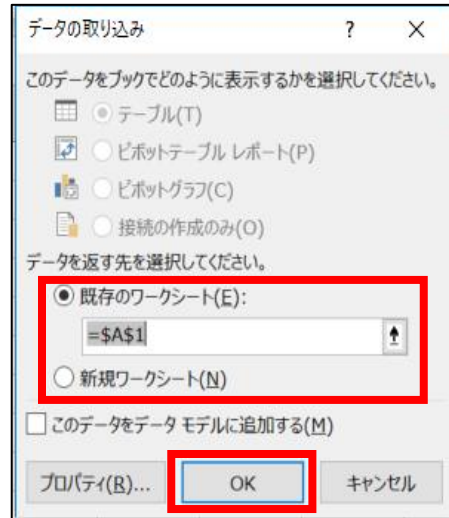 データの取り込み ? ×
このデータをブックでどのように表示するかを選択してください。
テーブル(T)
ピボットテーブル レポート(P)
ピボットグラフ(C)
接続の作成のみ(O)
データを返す先を選択してください。
既存のワークシート(E):
=$A$1
新規ワークシート(N)
このデータをデータ モデルに追加する(M)
プロパティ(R)... OK キャンセル